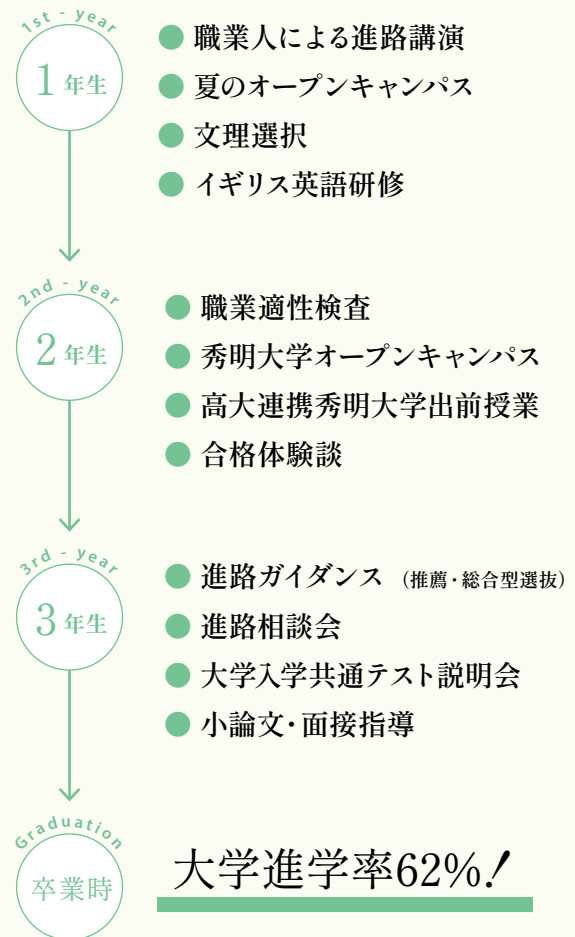 1st - year
1年生
● 職業人による進路講演
● 夏のオープンキャンパス
● 文理選択
● イギリス英語研修
2nd - year
2年生
● 職業適性検査
● 秀明大学オープンキャンパス
● 高大連携秀明大学出前授業
● 合格体験談
3rd - year
3年生
● 進路ガイダンス （推薦・総合型選抜）
● 進路相談会
● 大学入学共通テスト説明会
● 小論文・面接指導
Graduation
卒業時
大学進学率62%！